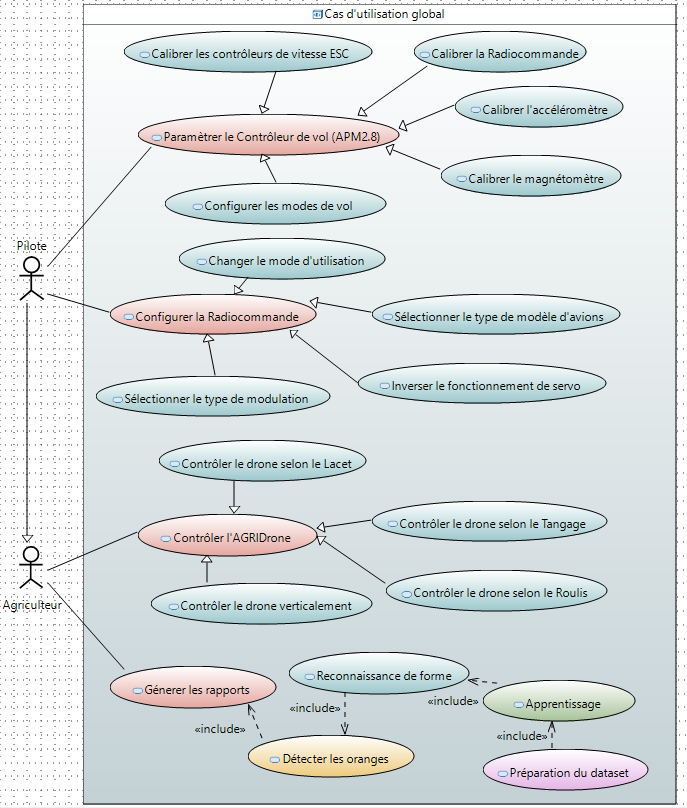 Cas d'utilisation global
Calibrer les contrôleurs de vitesse ESC
Calibrer la Radiocommande
Calibrer l'accéléromètre
Paramètrer le Contrôleur de vol (APM2.8)
Calibrer le magnétomètre
Configurer les modes de vol
Pilote
Changer le mode d'utilisation
Configurer la Radiocommande
Sélectionner le type de modèle d'avions
Inverser le fonctionnement de servo
Sélectionner le type de modulation
Contrôler le drone selon le Lacet
Contrôler le drone selon le Tangage
Contrôler l'AGRIDrone
Agriculteur
Contrôler le drone selon le Roulis
Contrôler le drone verticalement
Reconnaissance de forme
Génerer les rapports
«include»
Apprentissage
«include»
«include»
«include»
Détecter les oranges
Préparation du dataset